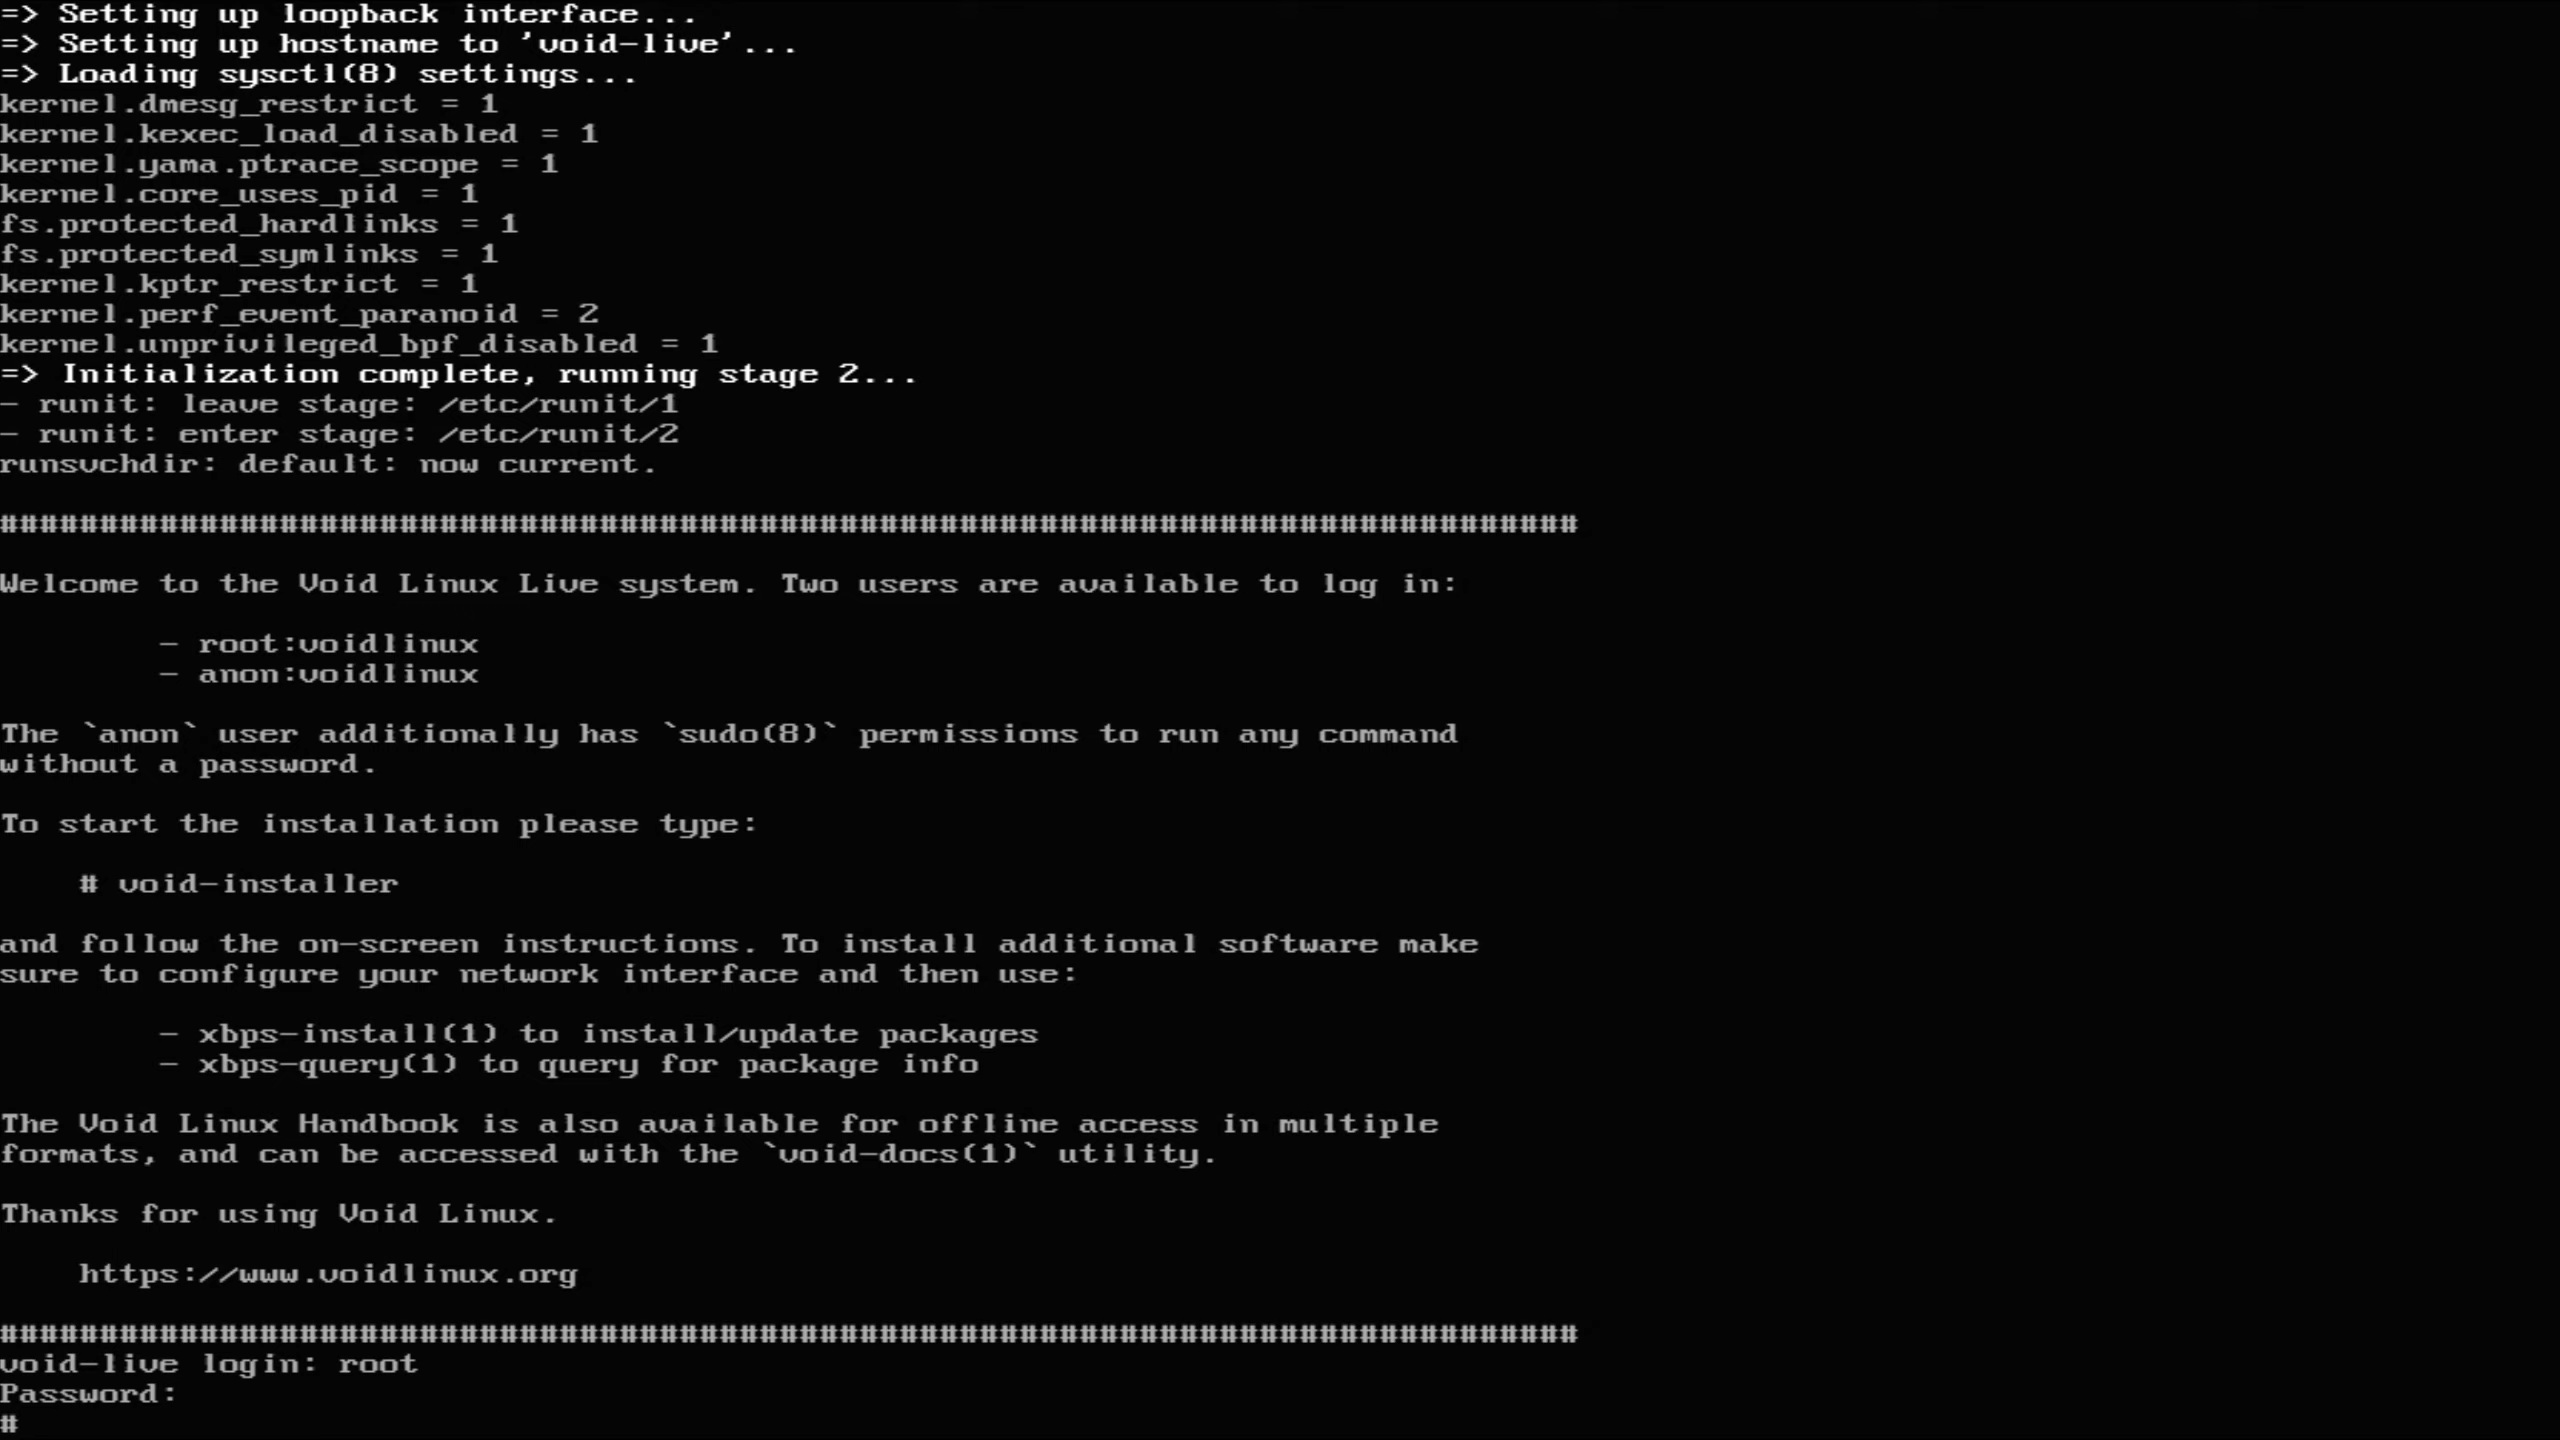 => Setting up loopback interface...
=> Setting up hostname to 'void-live'...
=> Loading sysctl(8) settings...
kernel.dmesg_restrict = 1
kernel.kexec_load_disabled = 1
kernel.yama.ptrace_scope = 1
kernel.core_uses_pid = 1
fs.protected_hardlinks = 1
fs.protected_symlinks = 1
kernel.kptr_restrict = 1
kernel.perf_event_paranoid = 2
kernel.unprivileged_bpf_disabled = 1
=> Initialization complete, running stage 2...
- runit: leave stage: /etc/runit/1
- runit: enter stage: /etc/runit/2
runsvchdir: default: now current.
###############################################################################
Welcome to the Void Linux Live system. Two users are available to log in:
- root:voidlinux
- anon:voidlinux
The `anon` user additionally has `sudo(8)` permissions to run any command
without a password.
To start the installation please type:
# void-installer
and follow the on-screen instructions. To install additional software make
sure to configure your network interface and then use:
- xbps-install(1) to install/update packages
- xbps-query(1) to query for package info
The Void Linux Handbook is also available for offline access in multiple
formats, and can be accessed with the `void-docs(1)` utility.
Thanks for using Void Linux.
https://www.voidlinux.org
###############################################################################
void-live login: root
Password:
#